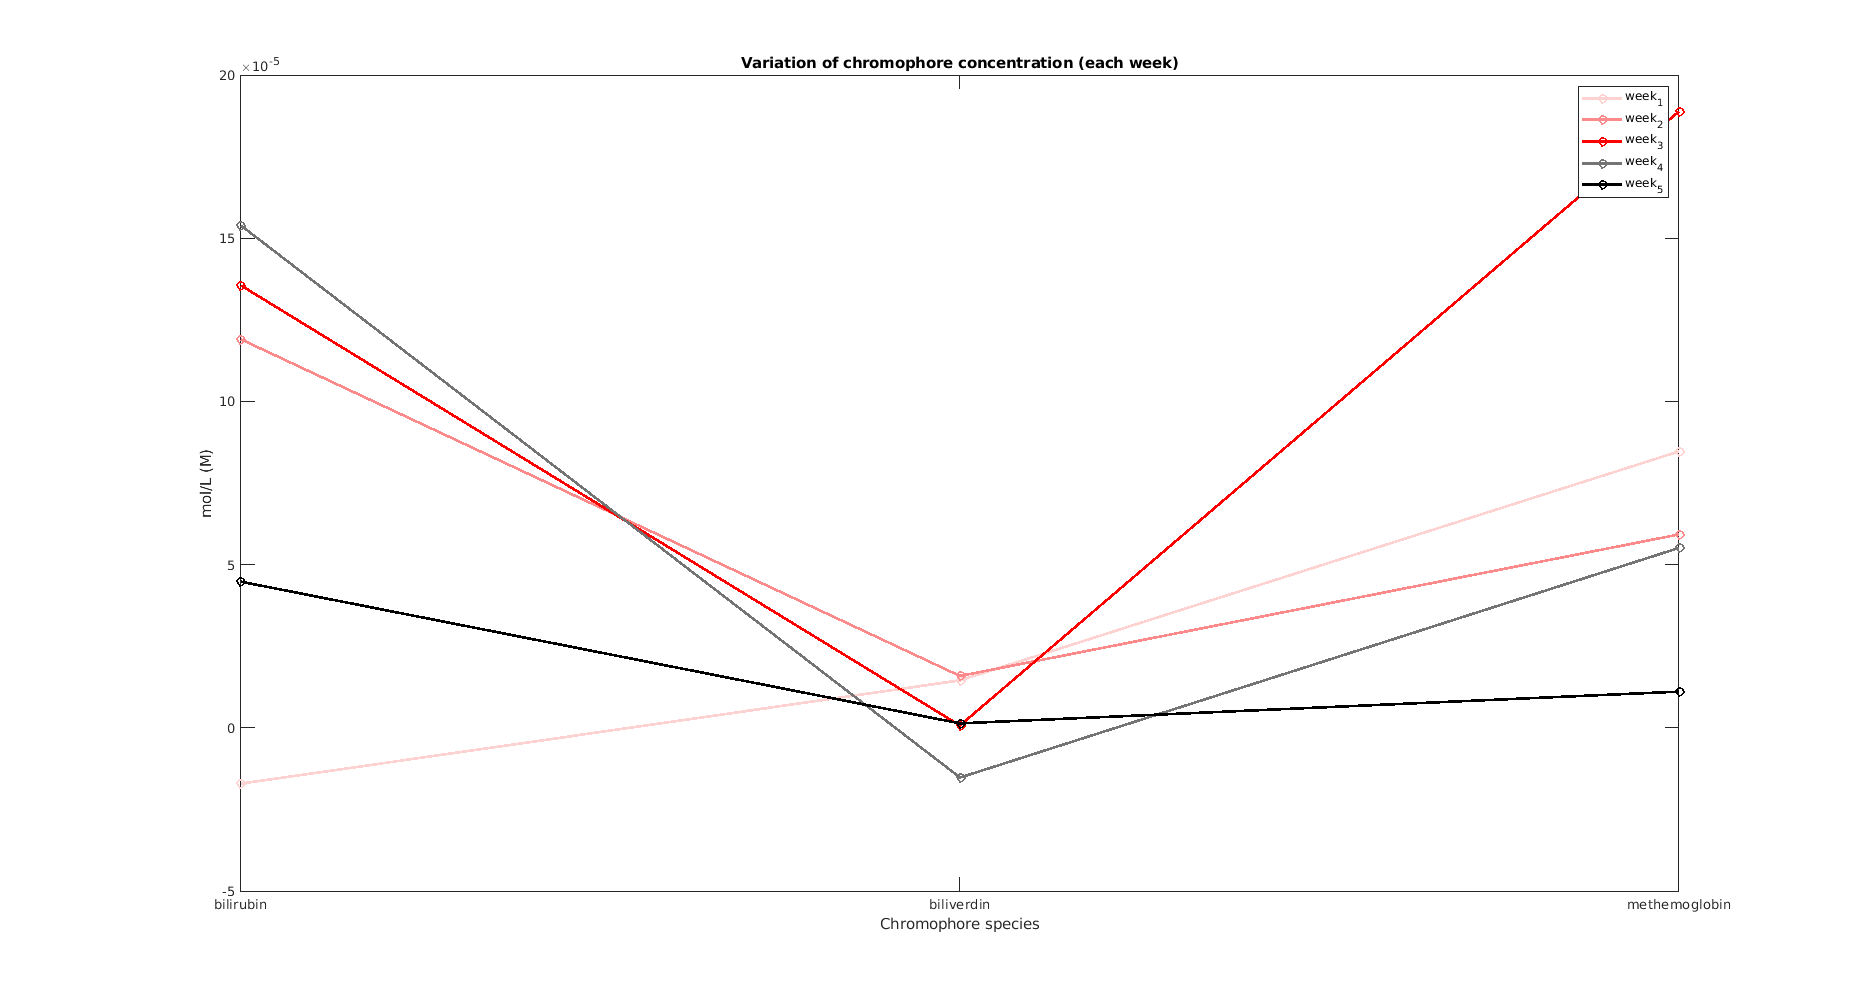 Variation of chromophore concentration (each week)
×10-5
20
15
10
5
0
-5
mol/L (M)
bilirubin
biliverdin
methemoglobin
Chromophore species
week1
week2
week3
week4
week5